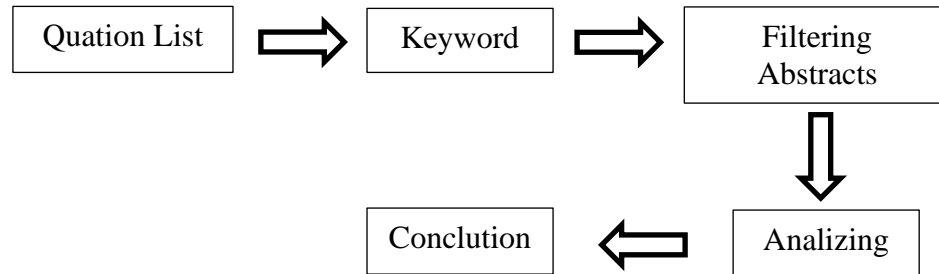 Quation List
Keyword
Filtering
Abstracts
Analizing
Conclution